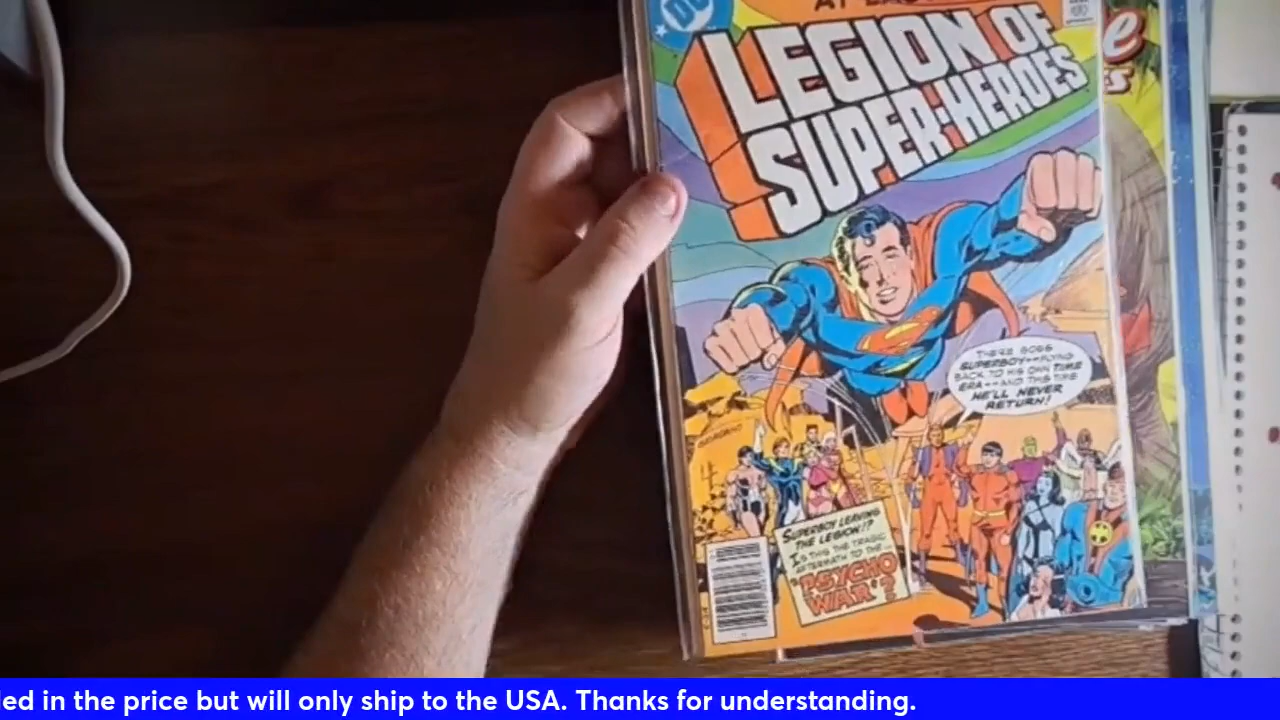 DC
LEGION OF
SUPER-HEROES
e
s
THERE GOES
SUPERBOY--FLYING
BACK TO HIS OWN TIME
ERA--AND THIS TIME
HE'LL NEVER
RETURN!
GIORDANO
SUPERBOY LEAVING
THE LEGION!?
IS THIS THE TRAGIC
AFTERMATH TO THE...
"PSYCHO
WAR"?
led in the price but will only ship to the USA. Thanks for understanding.